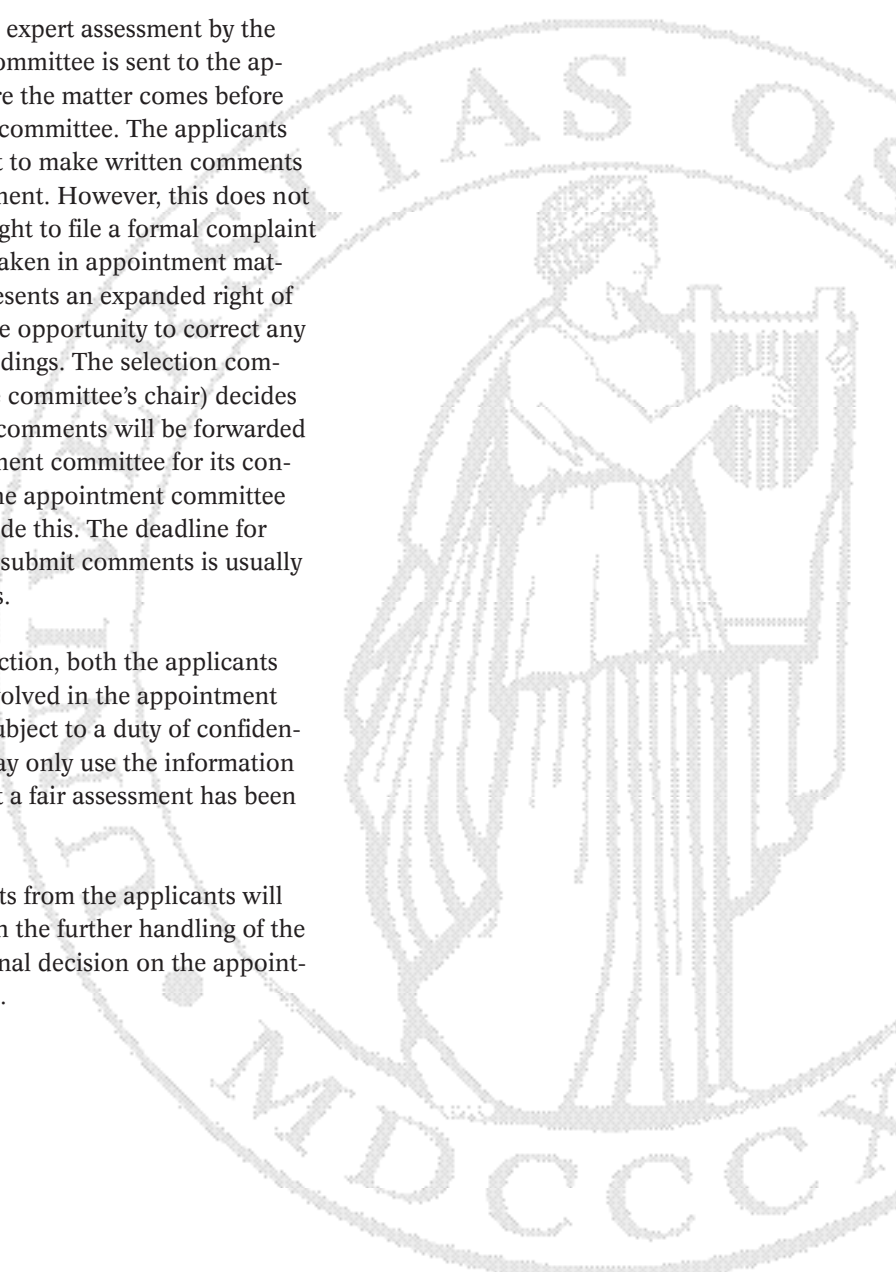 expert assessment by the
ommittee is sent to the ap-
re the matter comes before
committee. The applicants
t to make written comments
ment. However, this does not
ght to file a formal complaint
aken in appointment mat-
esents an expanded right of
e opportunity to correct any
dings. The selection com-
committee's chair) decides
comments will be forwarded
ment committee for its con-
he appointment committee
de this. The deadline for
submit comments is usually
s.
ction, both the applicants
volved in the appointment
ubject to a duty of confiden-
ay only use the information
t a fair assessment has been
ts from the applicants will
n the further handling of the
nal decision on the appoint-
.
UNIVERSITAS OS
MDCCCX